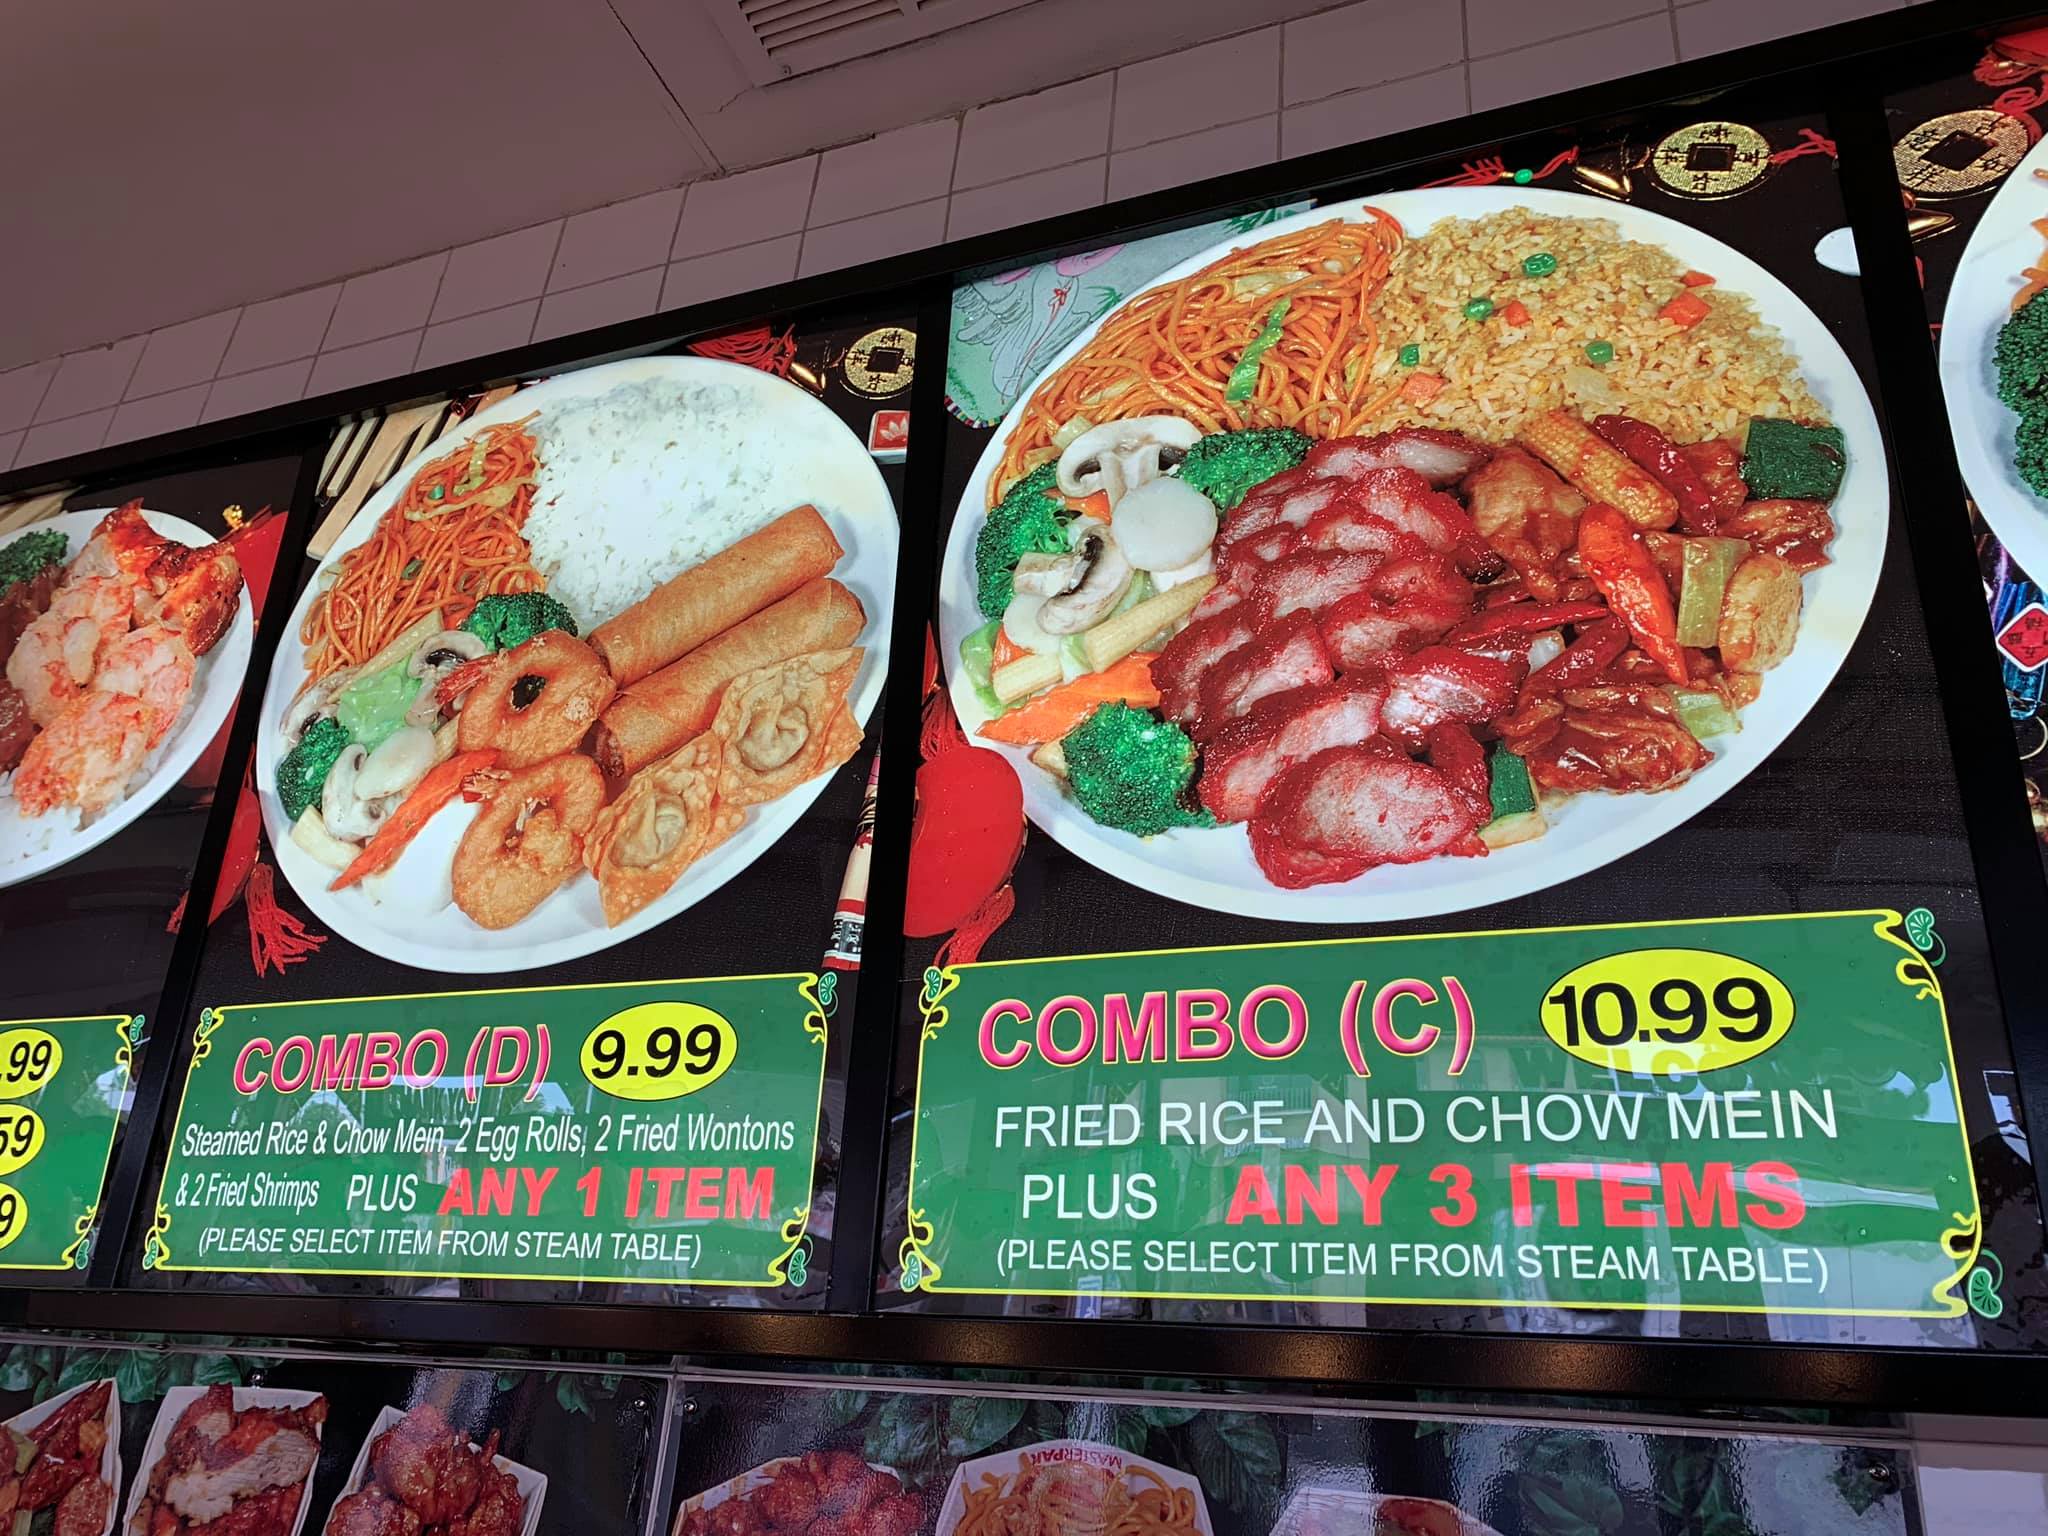 .99
59
9
COMBO (D) 9.99
Steamed Rice & Chow Mein, 2 Egg Rolls, 2 Fried Wontons
& 2 Fried Shrimps PLUS ANY 1 ITEM
(PLEASE SELECT ITEM FROM STEAM TABLE)
COMBO (C) 10.99
FRIED RICE AND CHOW MEIN
PLUS ANY 3 ITEMS
(PLEASE SELECT ITEM FROM STEAM TABLE)
MASTERPAK